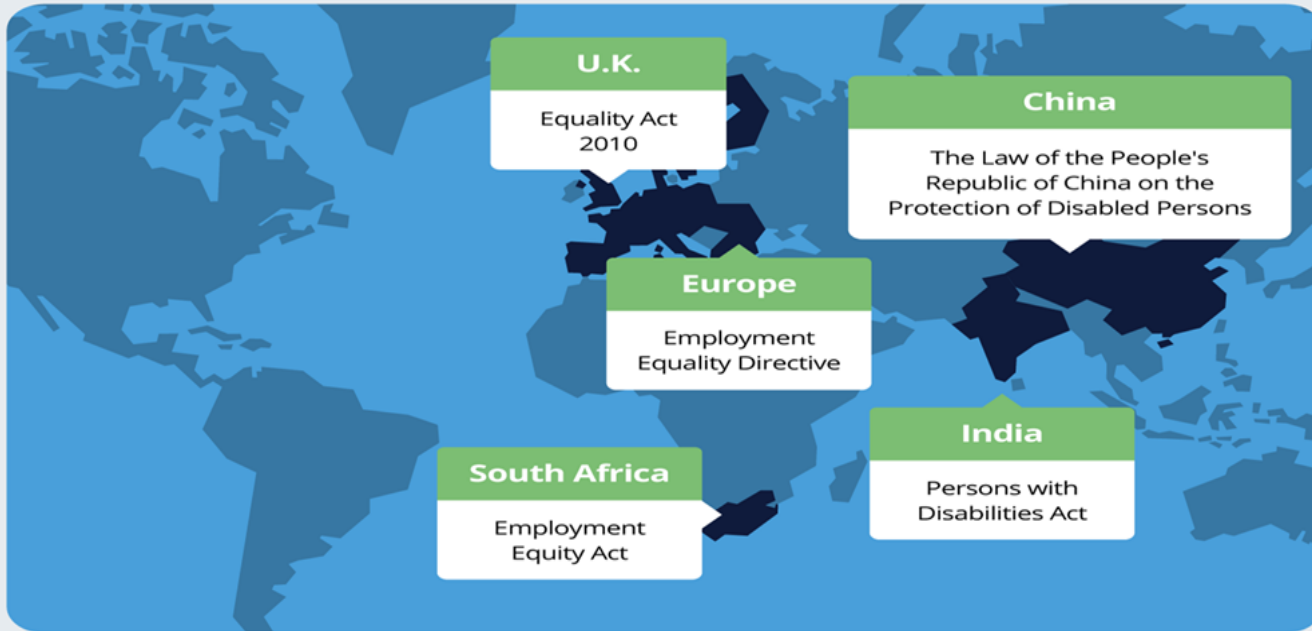 U.K.
Equality Act
2010
China
The Law of the People's
Republic of China on the
Protection of Disabled Persons
Europe
Employment
Equality Directive
India
Persons with
Disabilities Act
South Africa
Employment
Equity Act